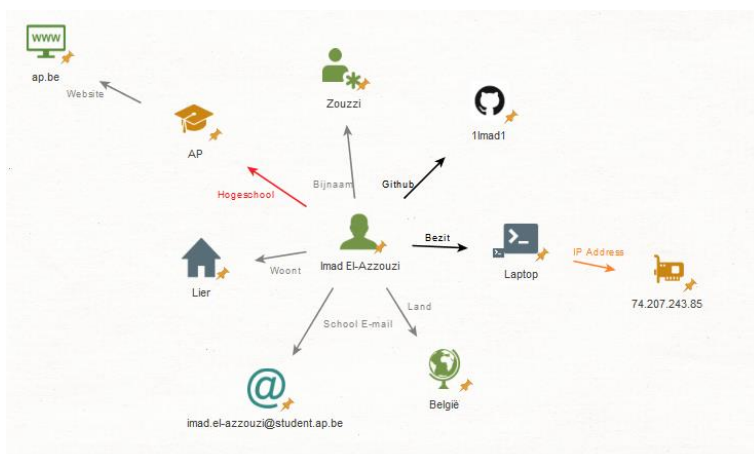 www
ap.be
Website
AP
Zouzzi
1Imad1
Hogeschool
Bijnaam
Github
Imad El-Azzouzi
Bezit
Laptop
IP Address
74.207.243.85
Woont
Lier
School E-mail
Land
imad.el-azzouzi@student.ap.be
België